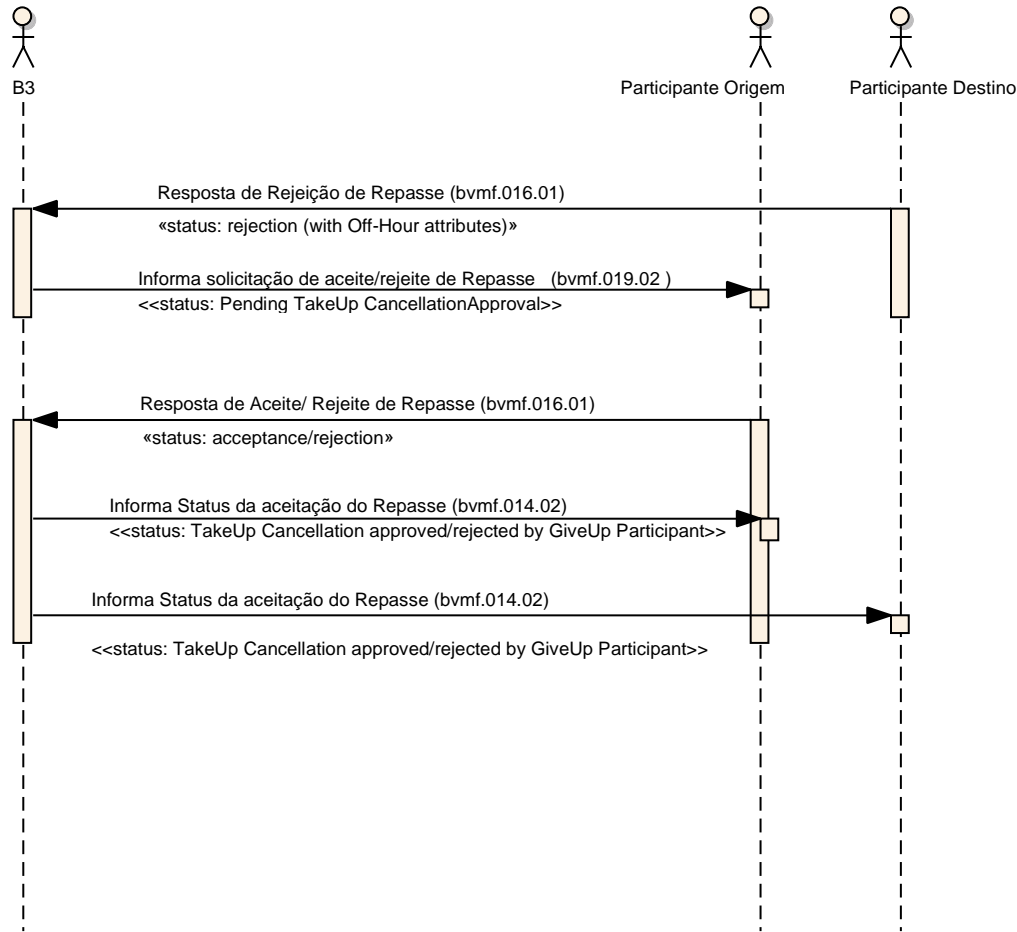 B3
Participante Origem
Participante Destino
Resposta de Rejeição de Repasse (bvmf.016.01)
«status: rejection (with Off-Hour attributes)»
Informa solicitação de aceite/rejeite de Repasse (bvmf.019.02 )
<<status: Pending TakeUp CancellationApproval>>
Resposta de Aceite/ Rejeite de Repasse (bvmf.016.01)
«status: acceptance/rejection»
Informa Status da aceitação do Repasse (bvmf.014.02)
<<status: TakeUp Cancellation approved/rejected by GiveUp Participant>>
Informa Status da aceitação do Repasse (bvmf.014.02)
<<status: TakeUp Cancellation approved/rejected by GiveUp Participant>>